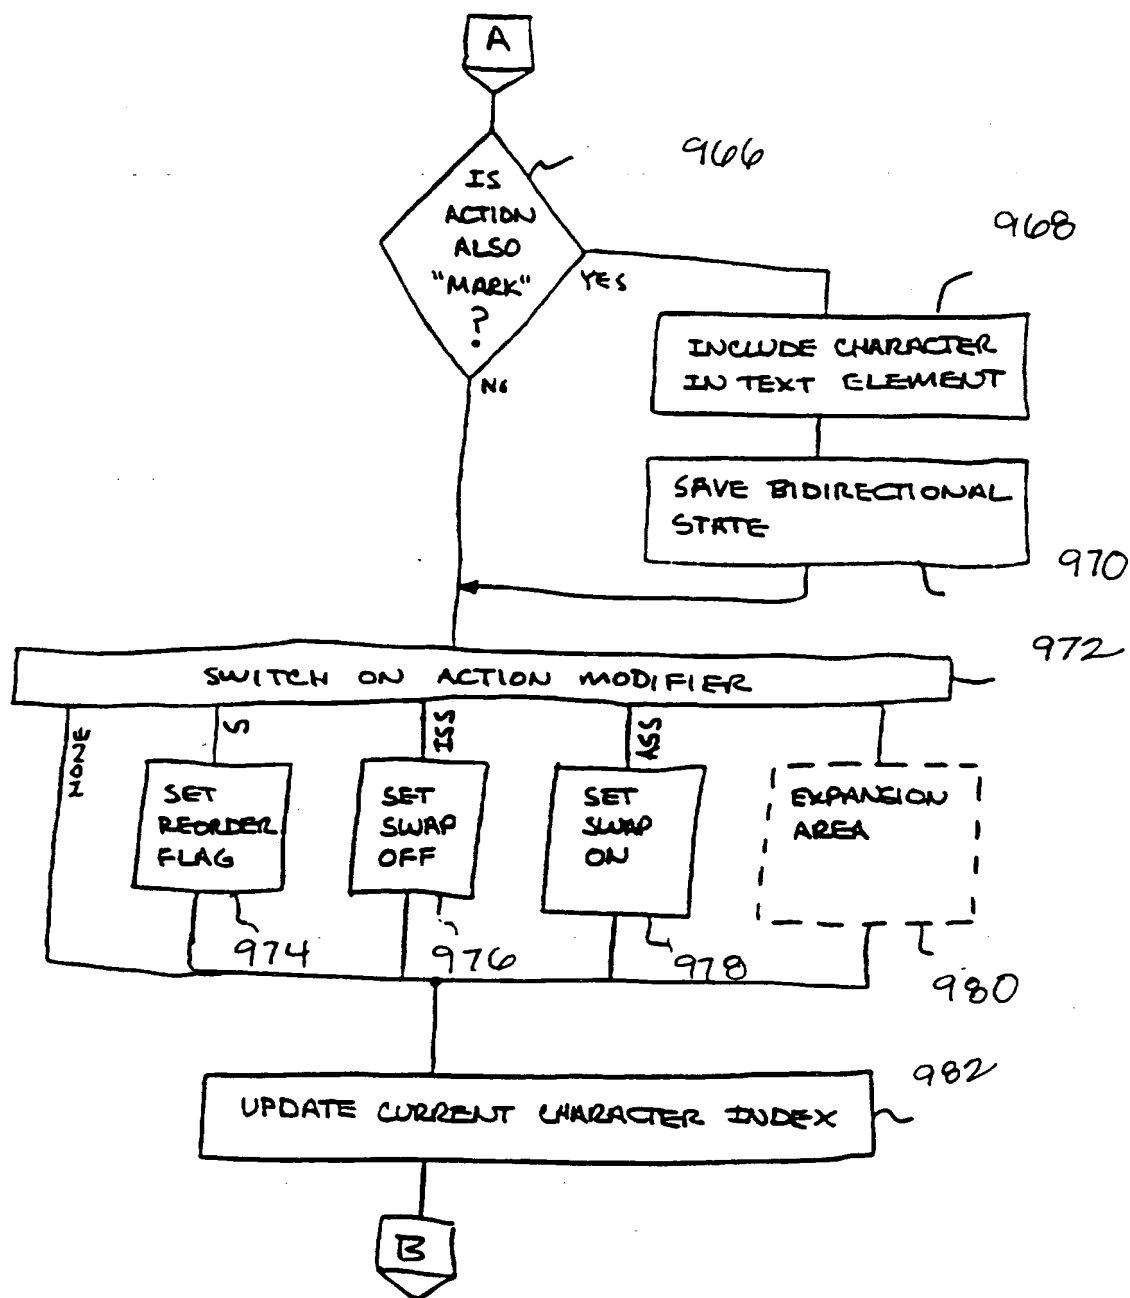 A
966
IS
ACTION
ALSO
"MARK"
?
YES
NO
968
INCLUDE CHARACTER
IN TEXT ELEMENT
SAVE BIDIRECTIONAL
STATE
970
972
SWITCH ON ACTION MODIFIER
NONE
S
ISS
ASS
SET
REORDER
FLAG
SET
SWAP
OFF
SET
SWAP
ON
EXPANSION
AREA
974
976
978
980
982
UPDATE CURRENT CHARACTER INDEX
B